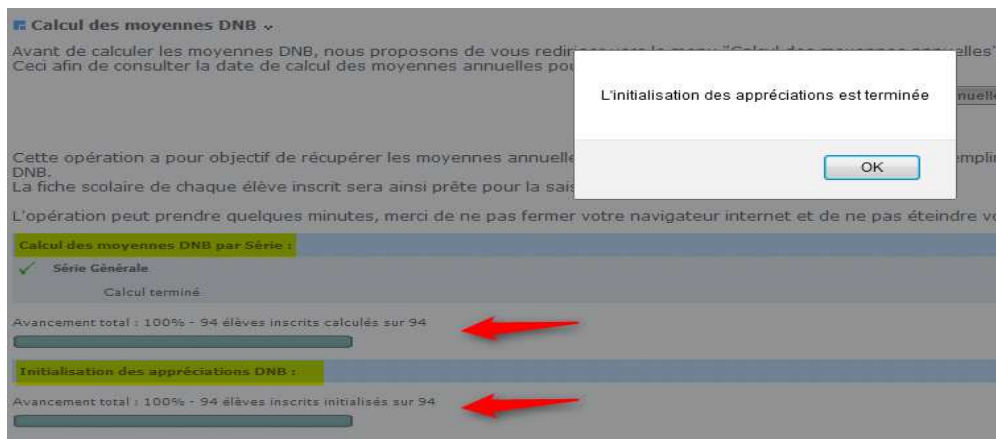 Calcul des moyennes DNB
Avant de calculer les moyennes DNB, nous proposons de vous
Ceci afin de consulter la date de calcul des moyennes annuelles
L'initialisation des appréciations est terminée
OK
Cette opération a pour objectif de récupérer les moyennes
DNB.
La fiche scolaire de chaque élève inscrit sera ainsi prête pour la
L'opération peut prendre quelques minutes, merci de ne pas fermer votre navigateur internet et de ne pas éteindre
Calcul des moyennes DNB par Série :
Série Générale
Calcul terminé
Avancement total : 100% - 94 élèves inscrits calculés sur 94
Initialisation des appréciations DNB :
Avancement total : 100% - 94 élèves inscrits initialisés sur 94